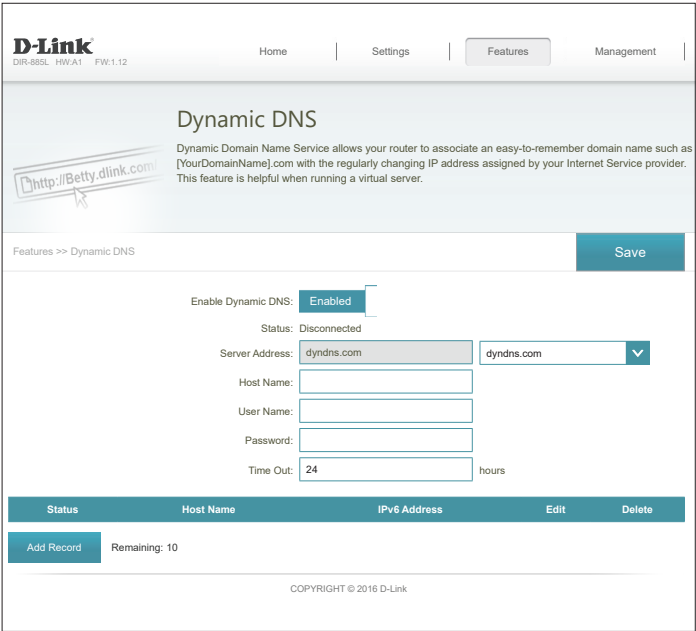 D-Link
DIR-885L HW:A1 FW:1.12
Home
Settings
Features
Management
http://Betty.dlink.com/
Dynamic DNS
Dynamic Domain Name Service allows your router to associate an easy-to-remember domain name such as
[YourDomainName].com with the regularly changing IP address assigned by your Internet Service provider.
This feature is helpful when running a virtual server.
Features >> Dynamic DNS
Save
Enable Dynamic DNS: Enabled
Status: Disconnected
Server Address: dyndns.com dyndns.com
Host Name:
User Name:
Password:
Time Out: 24 hours
Status Host Name IPv6 Address Edit Delete
Add Record Remaining: 10
COPYRIGHT © 2016 D-Link